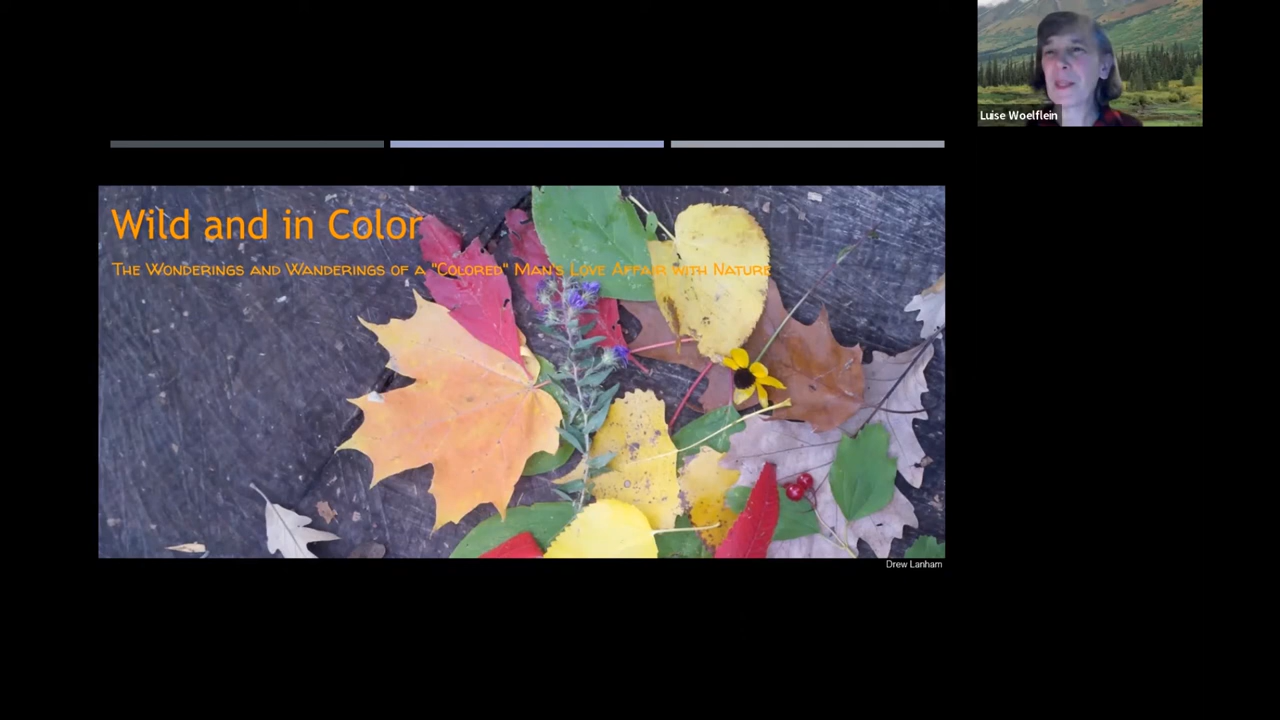 Luise Woelflein
Wild and in Color
The Wonderings and Wanderings of a "Colored" Man's Love Affair with Nature
Drew Lanham